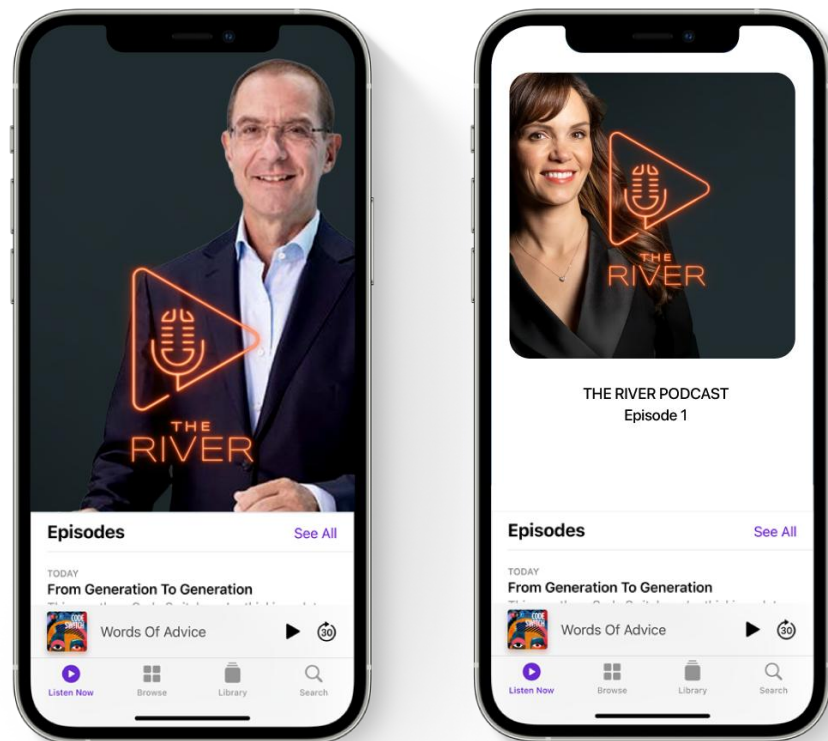 THE
RIVER
Episodes
See All
TODAY
From Generation To Generation
CODE
SWITCH
Words Of Advice
30
Listen Now
Browse
Library
Search
THE
RIVER
THE RIVER PODCAST
Episode 1
Episodes
See All
TODAY
From Generation To Generation
CODE
SWITCH
Words Of Advice
30
Listen Now
Browse
Library
Search